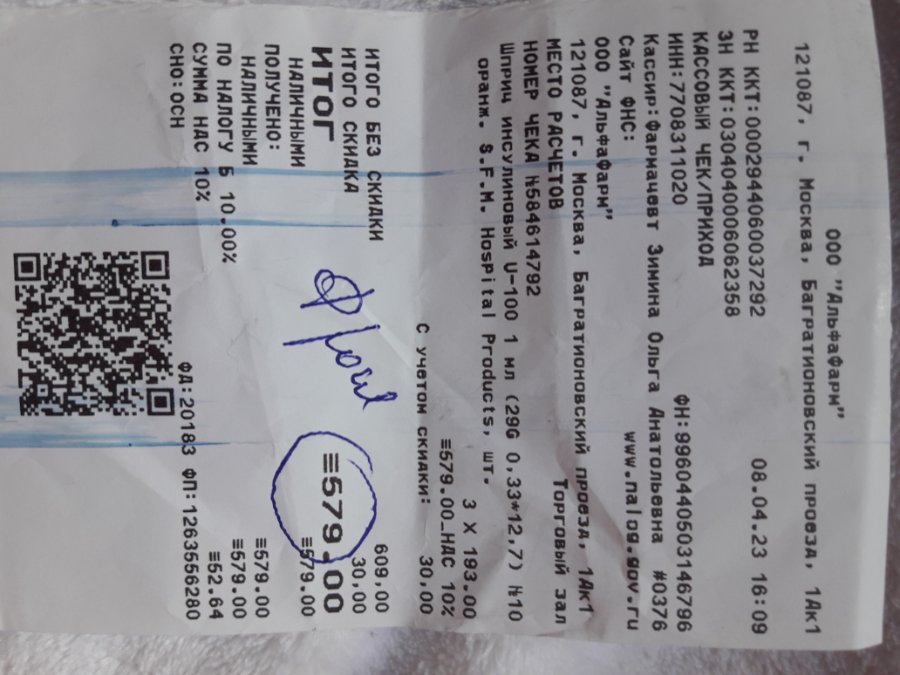 ООО "АльфаФарм"
121087, г. Москва, Багратионовский проезд, 1Дк1
08.04.23 16:09
РН ККТ:0002944060037292
ЗН ККТ:0304040006062358
ФН:9960440503146796
КАССОВЫЙ ЧЕК/ПРИХОД
ИНН:7708311020
#0376
Кассир:Фармацевт Зимина Ольга Анатольевна
Сайт ФНС: www.nalog.gov.ru
ООО "АльфаФарм"
121087, г. Москва, Багратионовский проезд, 1Дк1
МЕСТО РАСЧЕТОВ Торговый зал
НОМЕР ЧЕКА №584614792
Шприц инсулиновый U-100 1 мл (29G 0,33*12,7) №10
оранж. S.F.M. Hospital Products, шт.
3 X 193.00
≡579.00_НДС 10%
С учетом скидки: 30,00
ИТОГО БЕЗ СКИДКИ 609,00
ИТОГО СКИДКА 30,00
ИТОГ ≡579.00
НАЛИЧНЫМИ ≡579.00
ПОЛУЧЕНО:
НАЛИЧНЫМИ ≡579.00
ПО НАЛОГУ Б 10.00% ≡579.00
СУММА НДС 10% ≡52.64
СНО:ОСН
ФД:20183 ФП:1263556280